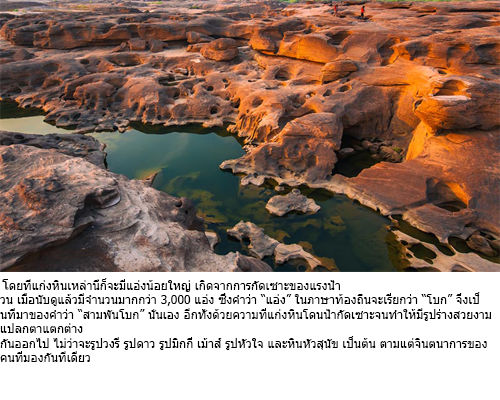 โดยที่แก่งหินเหล่านี้ก็จะมีแอ่งน้อยใหญ่ เกิดจากการกัดเซาะของแรงน้ำ
วน เมื่อนับดูแล้วมีจำนวนมากกว่า 3,000 แอ่ง ซึ่งคำว่า “แอ่ง” ในภาษาท้องถิ่นจะเรียกว่า “โบก” จึงเป็
นที่มาของคำว่า “สามพันโบก” นั่นเอง อีกทั้งด้วยความที่แก่งหินโดนน้ำกัดเซาะจนทำให้มีรูปร่างสวยงาม
แปลกตาแตกต่าง
กันออกไป ไม่ว่าจะรูปวงรี รูปดาว รูปมิกกี้ เม้าส์ รูปหัวใจ และหินหัวสุนัข เป็นต้น ตามแต่จินตนาการของ
คนที่มองกันทีเดียว